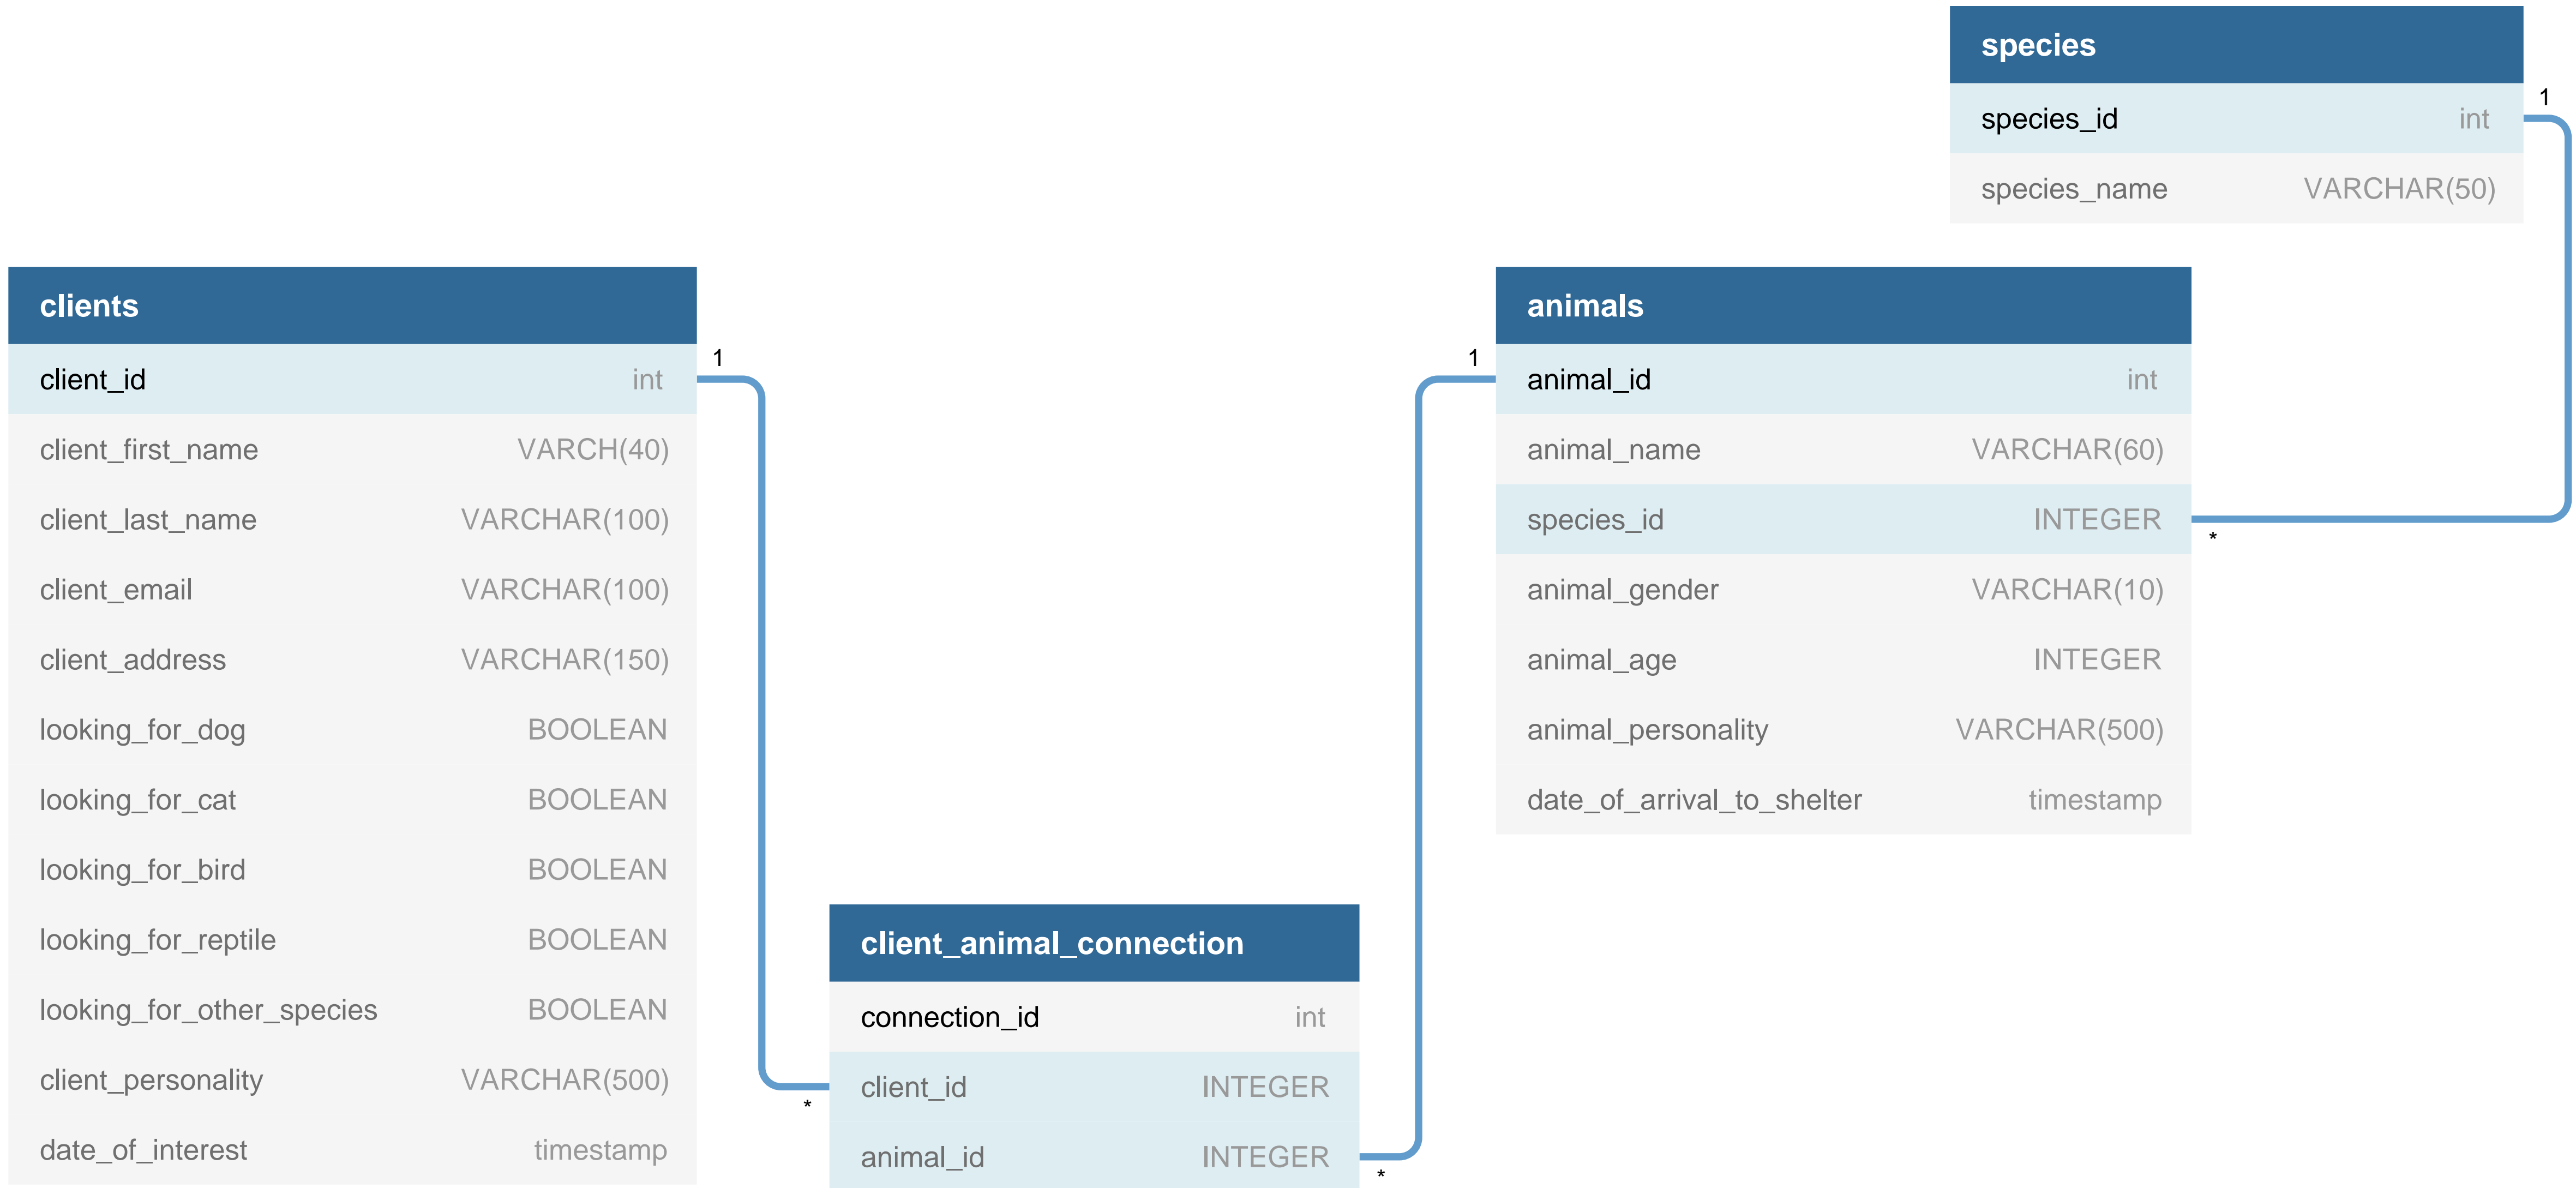 species
species_id int
species_name VARCHAR(50)
1
clients
client_id int
client_first_name VARCH(40)
client_last_name VARCHAR(100)
client_email VARCHAR(100)
client_address VARCHAR(150)
looking_for_dog BOOLEAN
looking_for_cat BOOLEAN
looking_for_bird BOOLEAN
looking_for_reptile BOOLEAN
looking_for_other_species BOOLEAN
client_personality VARCHAR(500)
date_of_interest timestamp
1
*
client_animal_connection
connection_id int
client_id INTEGER
animal_id INTEGER
*
1
animals
animal_id int
animal_name VARCHAR(60)
species_id INTEGER
animal_gender VARCHAR(10)
animal_age INTEGER
animal_personality VARCHAR(500)
date_of_arrival_to_shelter timestamp
*